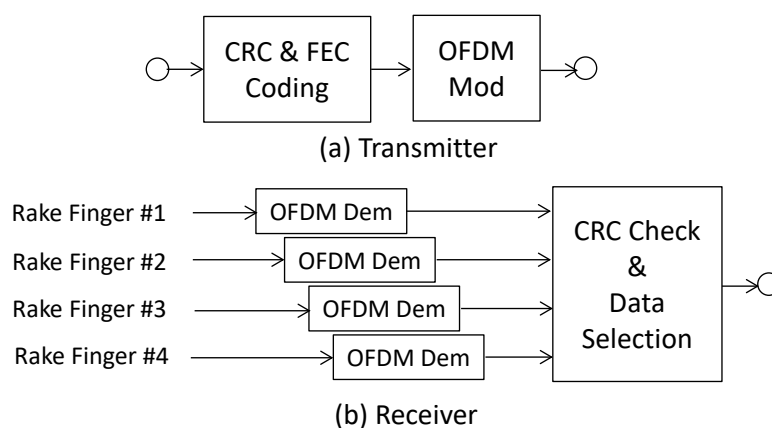 CRC & FEC
Coding
OFDM
Mod
(a) Transmitter
Rake Finger #1
OFDM Dem
Rake Finger #2
OFDM Dem
Rake Finger #3
OFDM Dem
Rake Finger #4
OFDM Dem
CRC Check
&
Data
Selection
(b) Receiver